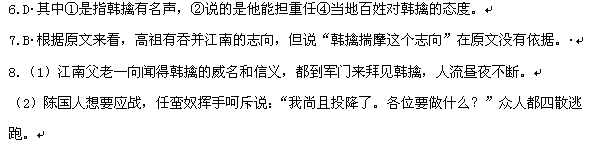 6.D·其中①是指韩擒有名声，②说的是他能担重任④当地百姓对韩擒的态度。↵
7.B·根据原文来看，高祖有吞并江南的志向，但说“韩擒揣摩这个志向”在原文没有依据。·↵
8.（1）江南父老一向闻得韩擒的威名和信义，都到军门来拜见韩擒，人流昼夜不断。↵
（2）陈国人想要应战，任蛮奴挥手呵斥说：“我尚且投降了。各位要做什么？”众人都四散逃
跑。↵